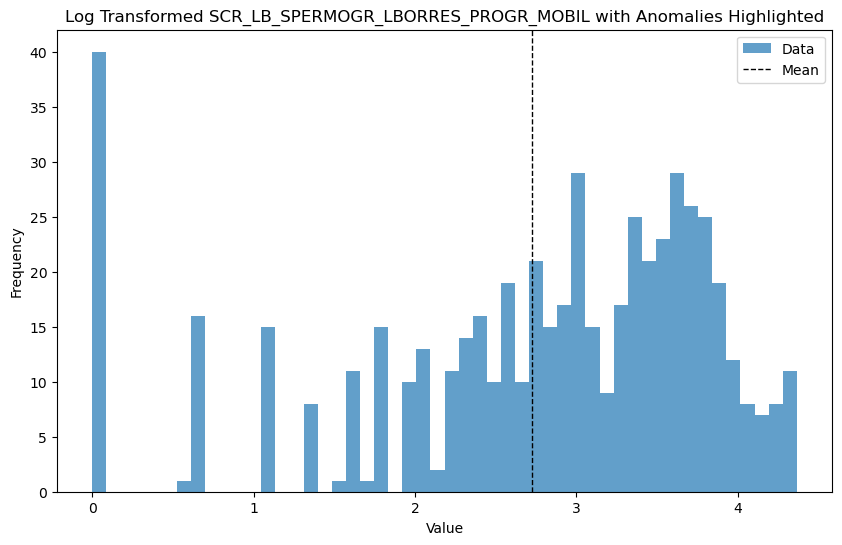 Log Transformed SCR_LB_SPERMOGR_LBORRES_PROGR_MOBIL with Anomalies Highlighted
Data
Mean
40
35
30
25
20
15
10
5
0
Frequency
0 1 2 3 4
Value